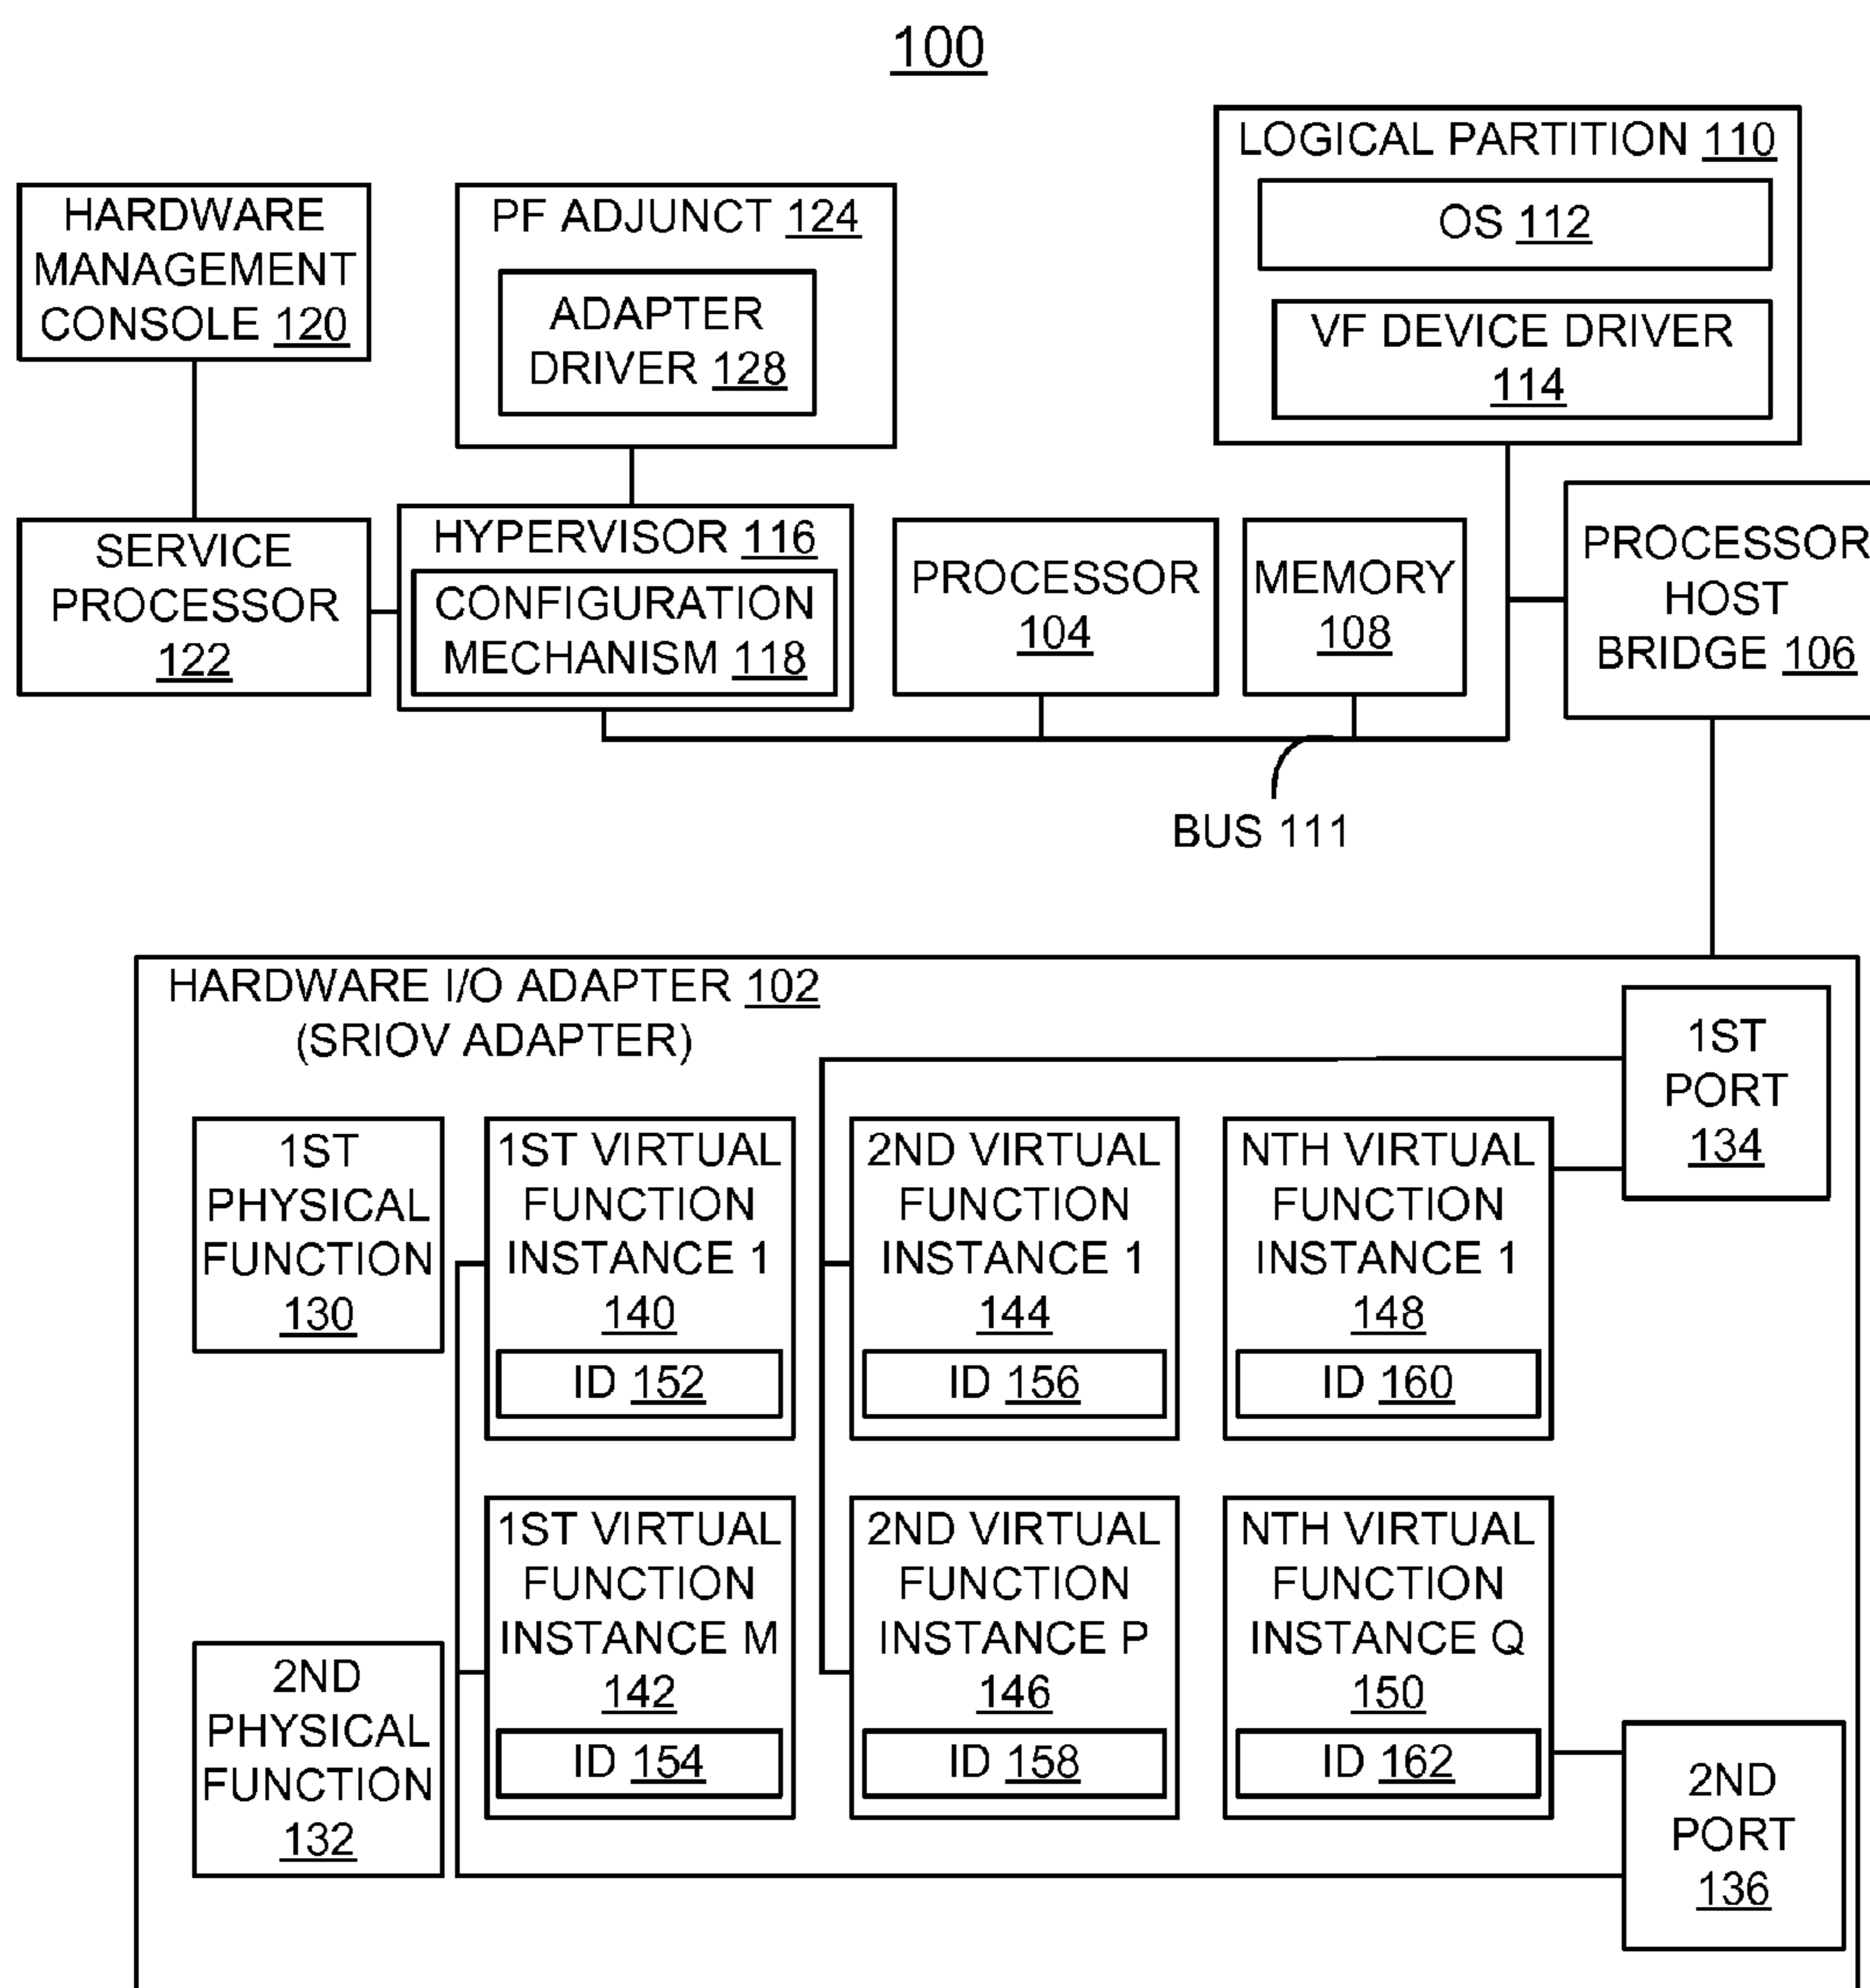 100
LOGICAL PARTITION 110
OS 112
VF DEVICE DRIVER
114
HARDWARE
MANAGEMENT
CONSOLE 120
PF ADJUNCT 124
ADAPTER
DRIVER 128
SERVICE
PROCESSOR
122
HYPERVISOR 116
CONFIGURATION
MECHANISM 118
PROCESSOR
104
MEMORY
108
PROCESSOR
HOST
BRIDGE 106
BUS 111
HARDWARE I/O ADAPTER 102
(SRIOV ADAPTER)
1ST
PORT
134
1ST
PHYSICAL
FUNCTION
130
1ST VIRTUAL
FUNCTION
INSTANCE 1
140
ID 152
2ND VIRTUAL
FUNCTION
INSTANCE 1
144
ID 156
NTH VIRTUAL
FUNCTION
INSTANCE 1
148
ID 160
2ND
PHYSICAL
FUNCTION
132
1ST VIRTUAL
FUNCTION
INSTANCE M
142
ID 154
2ND VIRTUAL
FUNCTION
INSTANCE P
146
ID 158
NTH VIRTUAL
FUNCTION
INSTANCE Q
150
ID 162
2ND
PORT
136